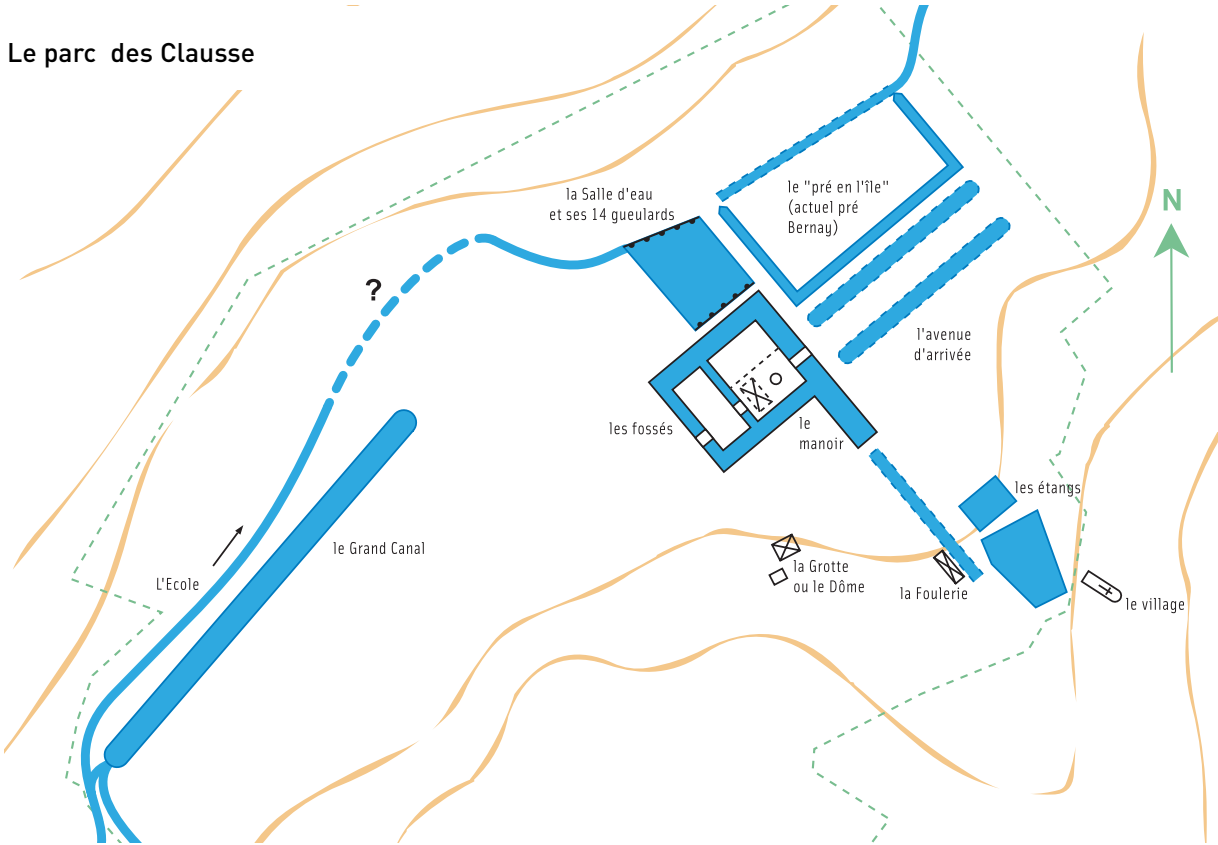 Le parc des Clausse
N
la Salle d'eau
et ses 14 gueulards
le "pré en l'île"
(actuel pré
Bernay)
?
l'avenue
d'arrivée
les fossés
le
manoir
les étangs
le Grand Canal
L'Ecole
la Grotte
ou le Dôme
la Foulerie
le village